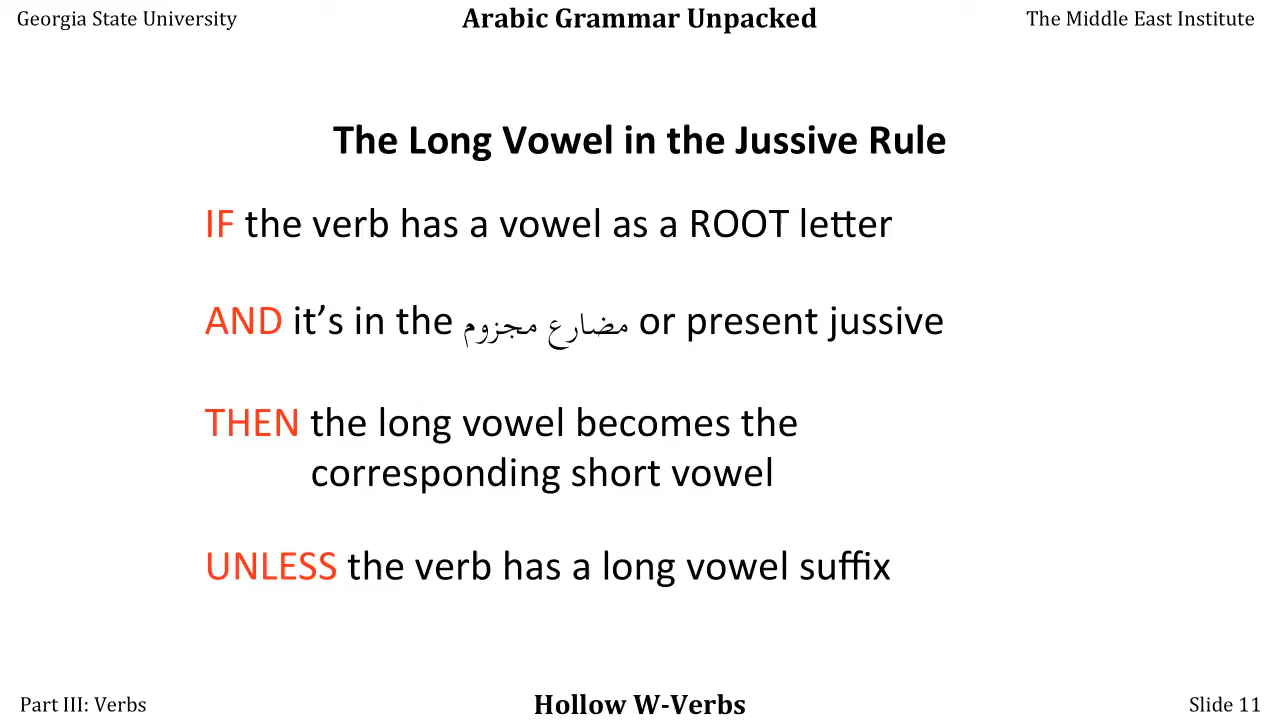 Georgia State University
Arabic Grammar Unpacked
The Middle East Institute
The Long Vowel in the Jussive Rule
IF the verb has a vowel as a ROOT letter
AND it’s in the مضارع مجزوم or present jussive
THEN the long vowel becomes the
corresponding short vowel
UNLESS the verb has a long vowel suffix
Part III: Verbs
Hollow W-Verbs
Slide 11